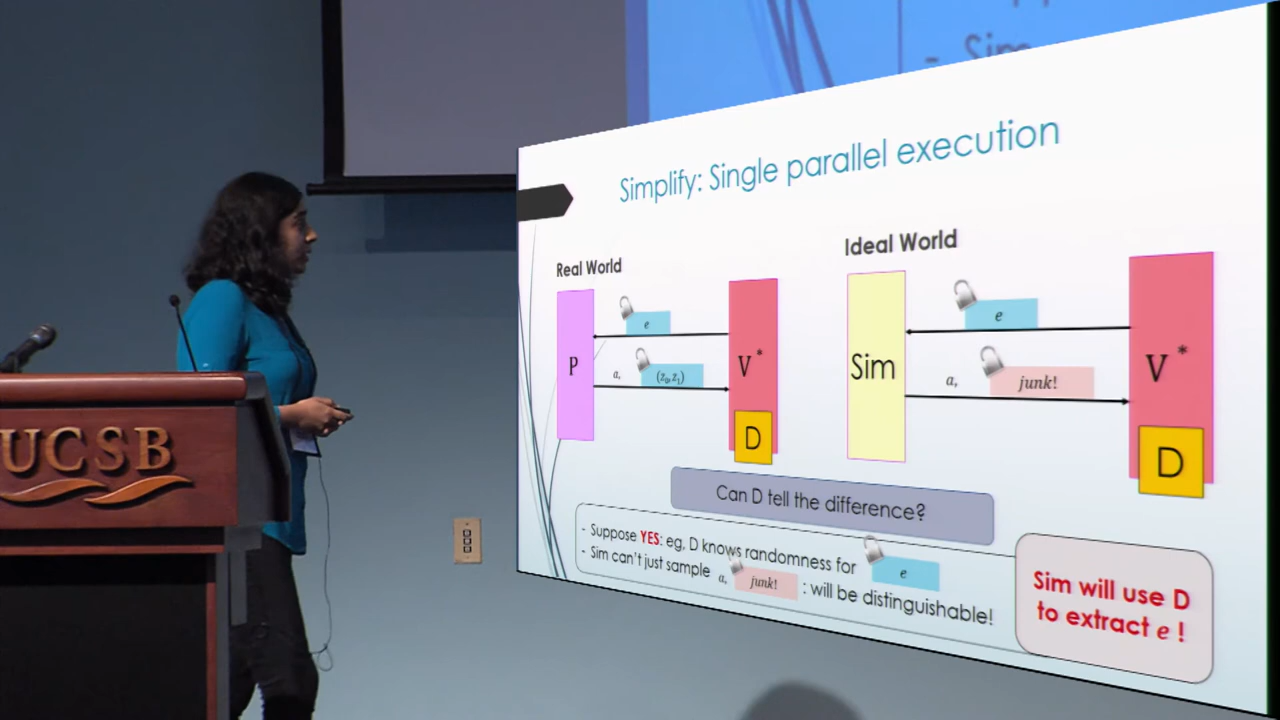 - Sim
Simplify: Single parallel execution
Real World
Ideal World
e
P
a,
(z₀,z₁)
V*
D
e
Sim
a,
junk!
V*
D
Can D tell the difference?
- Suppose YES: eg, D knows randomness for e
- Sim can't just sample a, junk! : will be distinguishable!
Sim will use D
to extract e !
UCSB